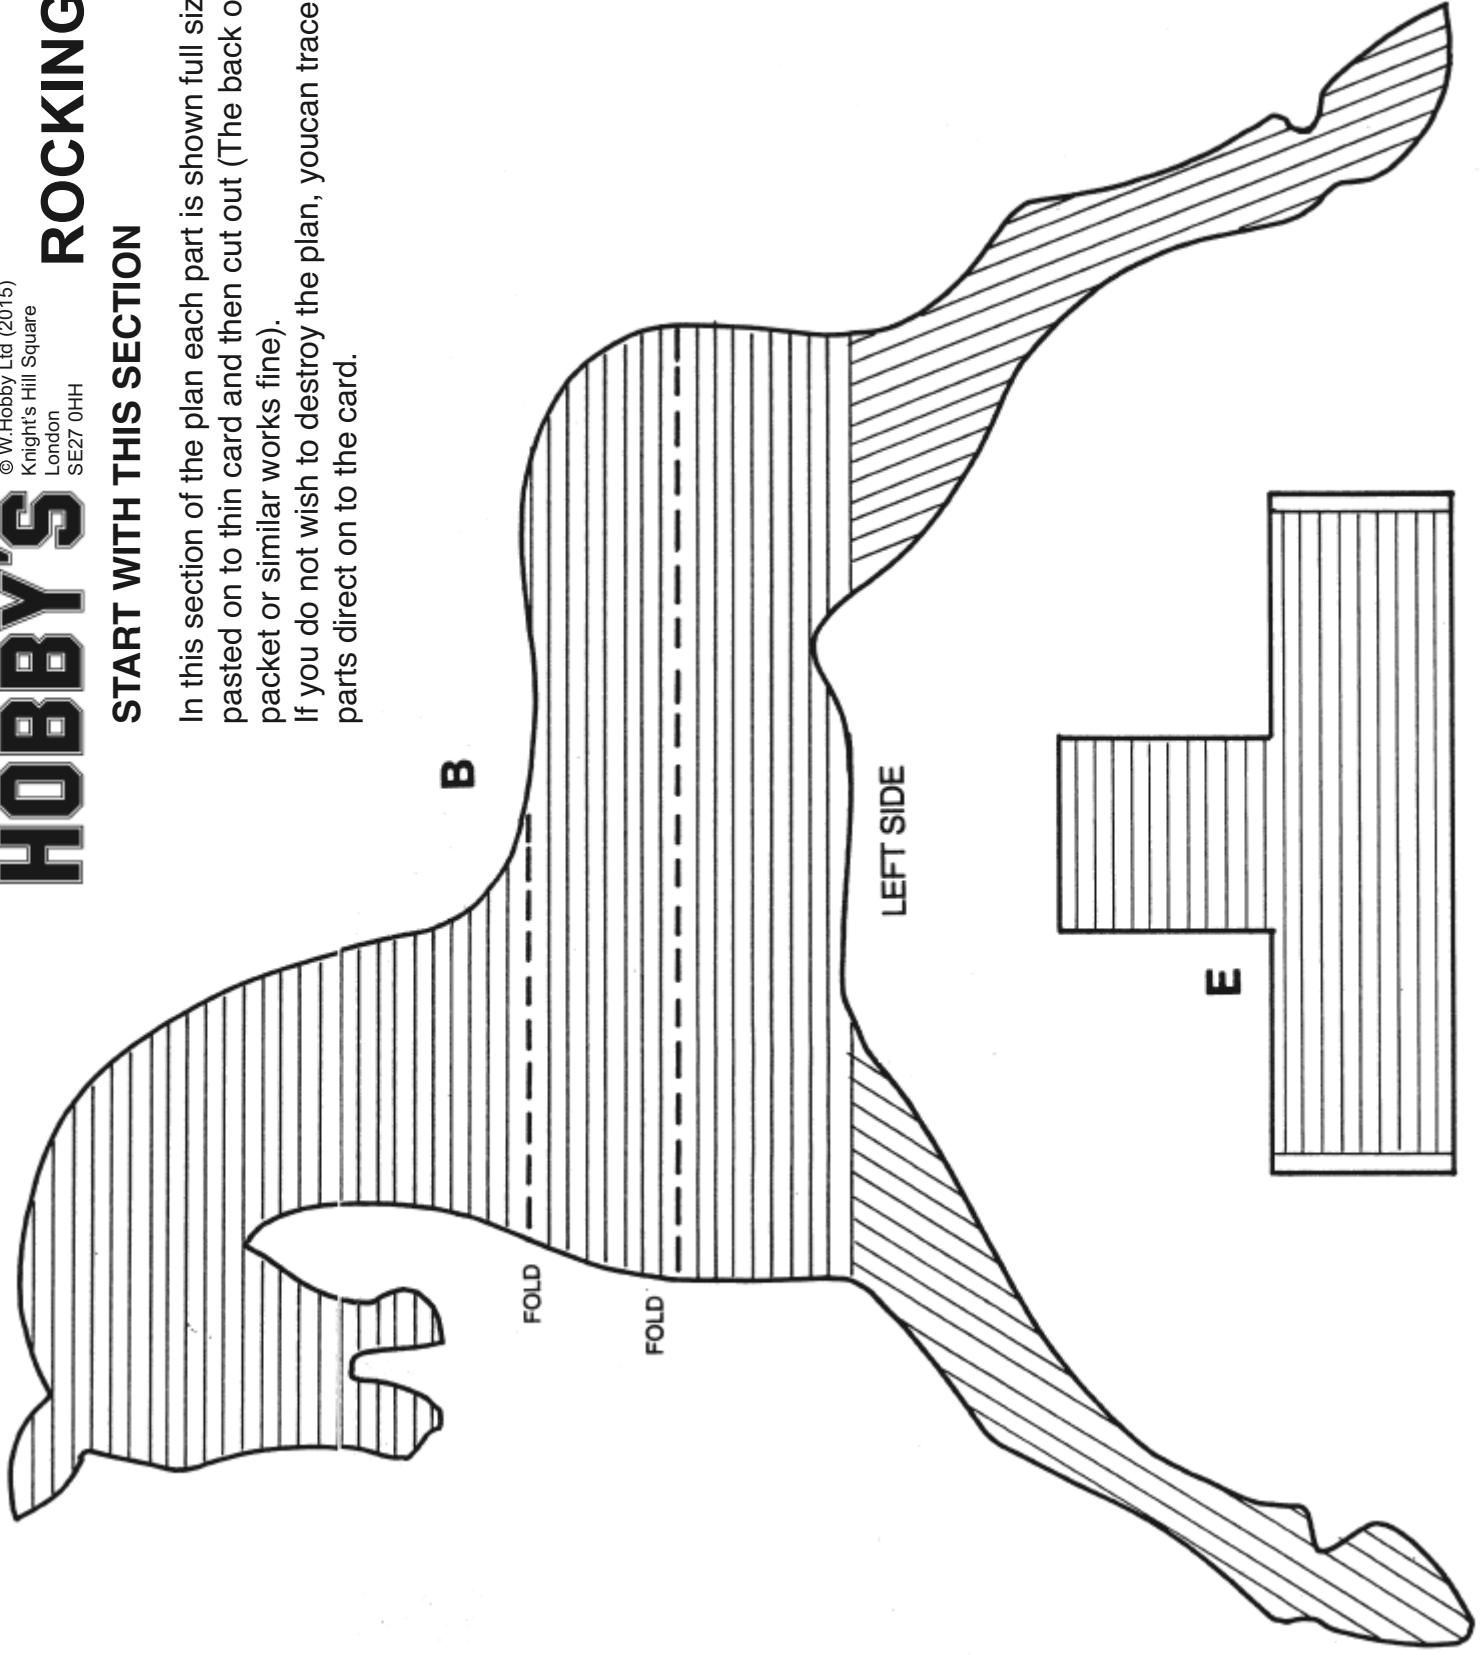 HOBBY'S
© W.Hobby Ltd (2015)
Knight's Hill Square
London
SE27 0HH
ROCKING
START WITH THIS SECTION
In this section of the plan each part is shown full siz
pasted on to thin card and then cut out (The back o
packet or similar works fine).
If you do not wish to destroy the plan, youcan trace
parts direct on to the card.
B
FOLD
FOLD
LEFT SIDE
E